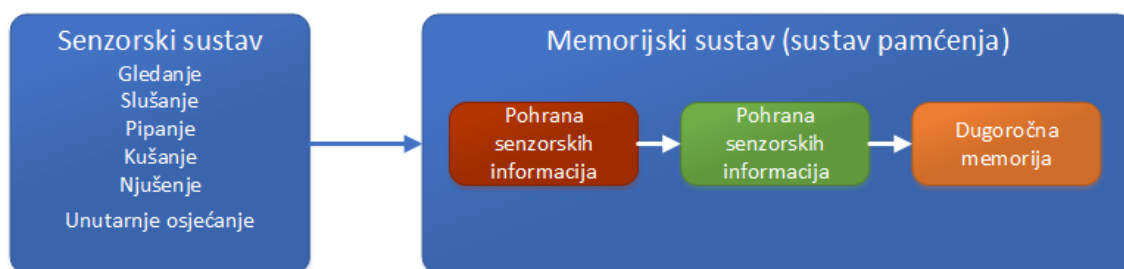 Senzorski sustav
Gledanje
Slušanje
Pipanje
Kušanje
Njušenje
Unutarnje osjećanje
Memorijski sustav (sustav pamćenja)
Pohrana
senzorskih
informacija
Pohrana
senzorskih
informacija
Dugoročna
memorija